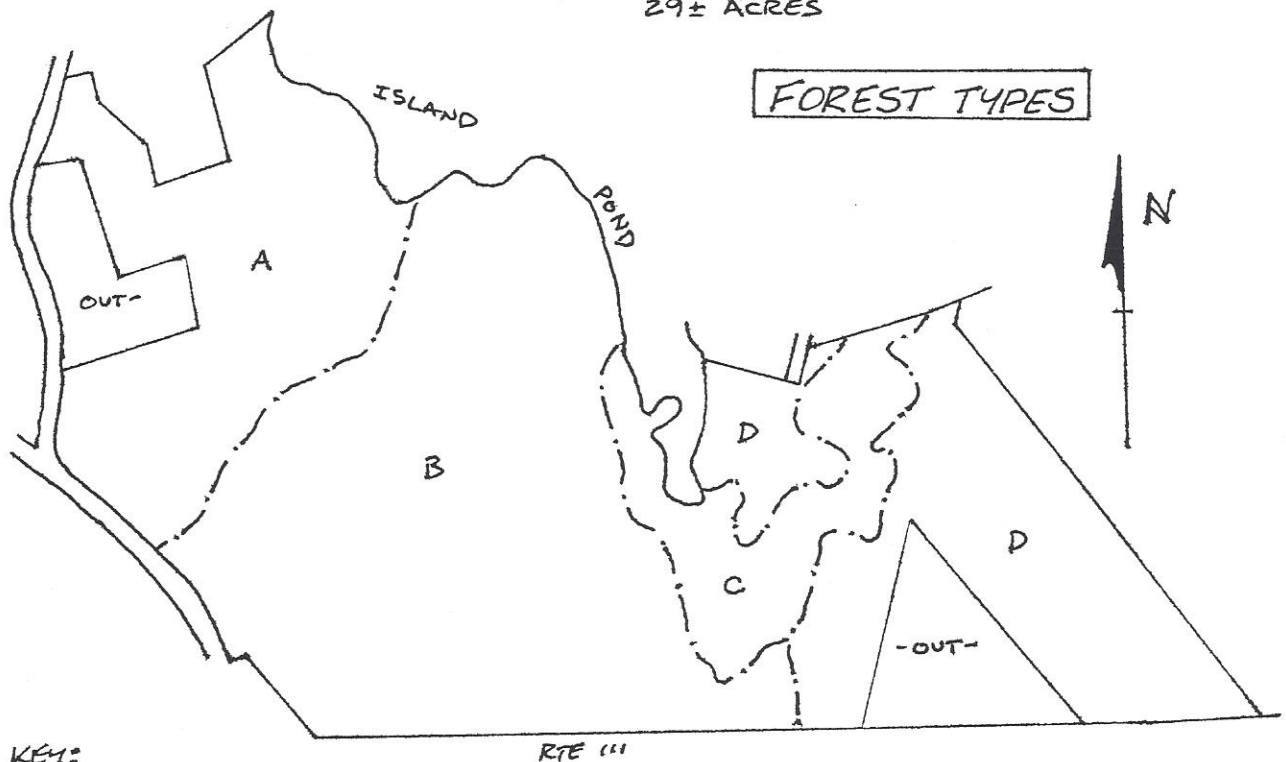 29± ACRES
FOREST TYPES
ISLAND
POND
N
A
OUT-
B
D
D
C
-OUT-
KEY:
RTE 111